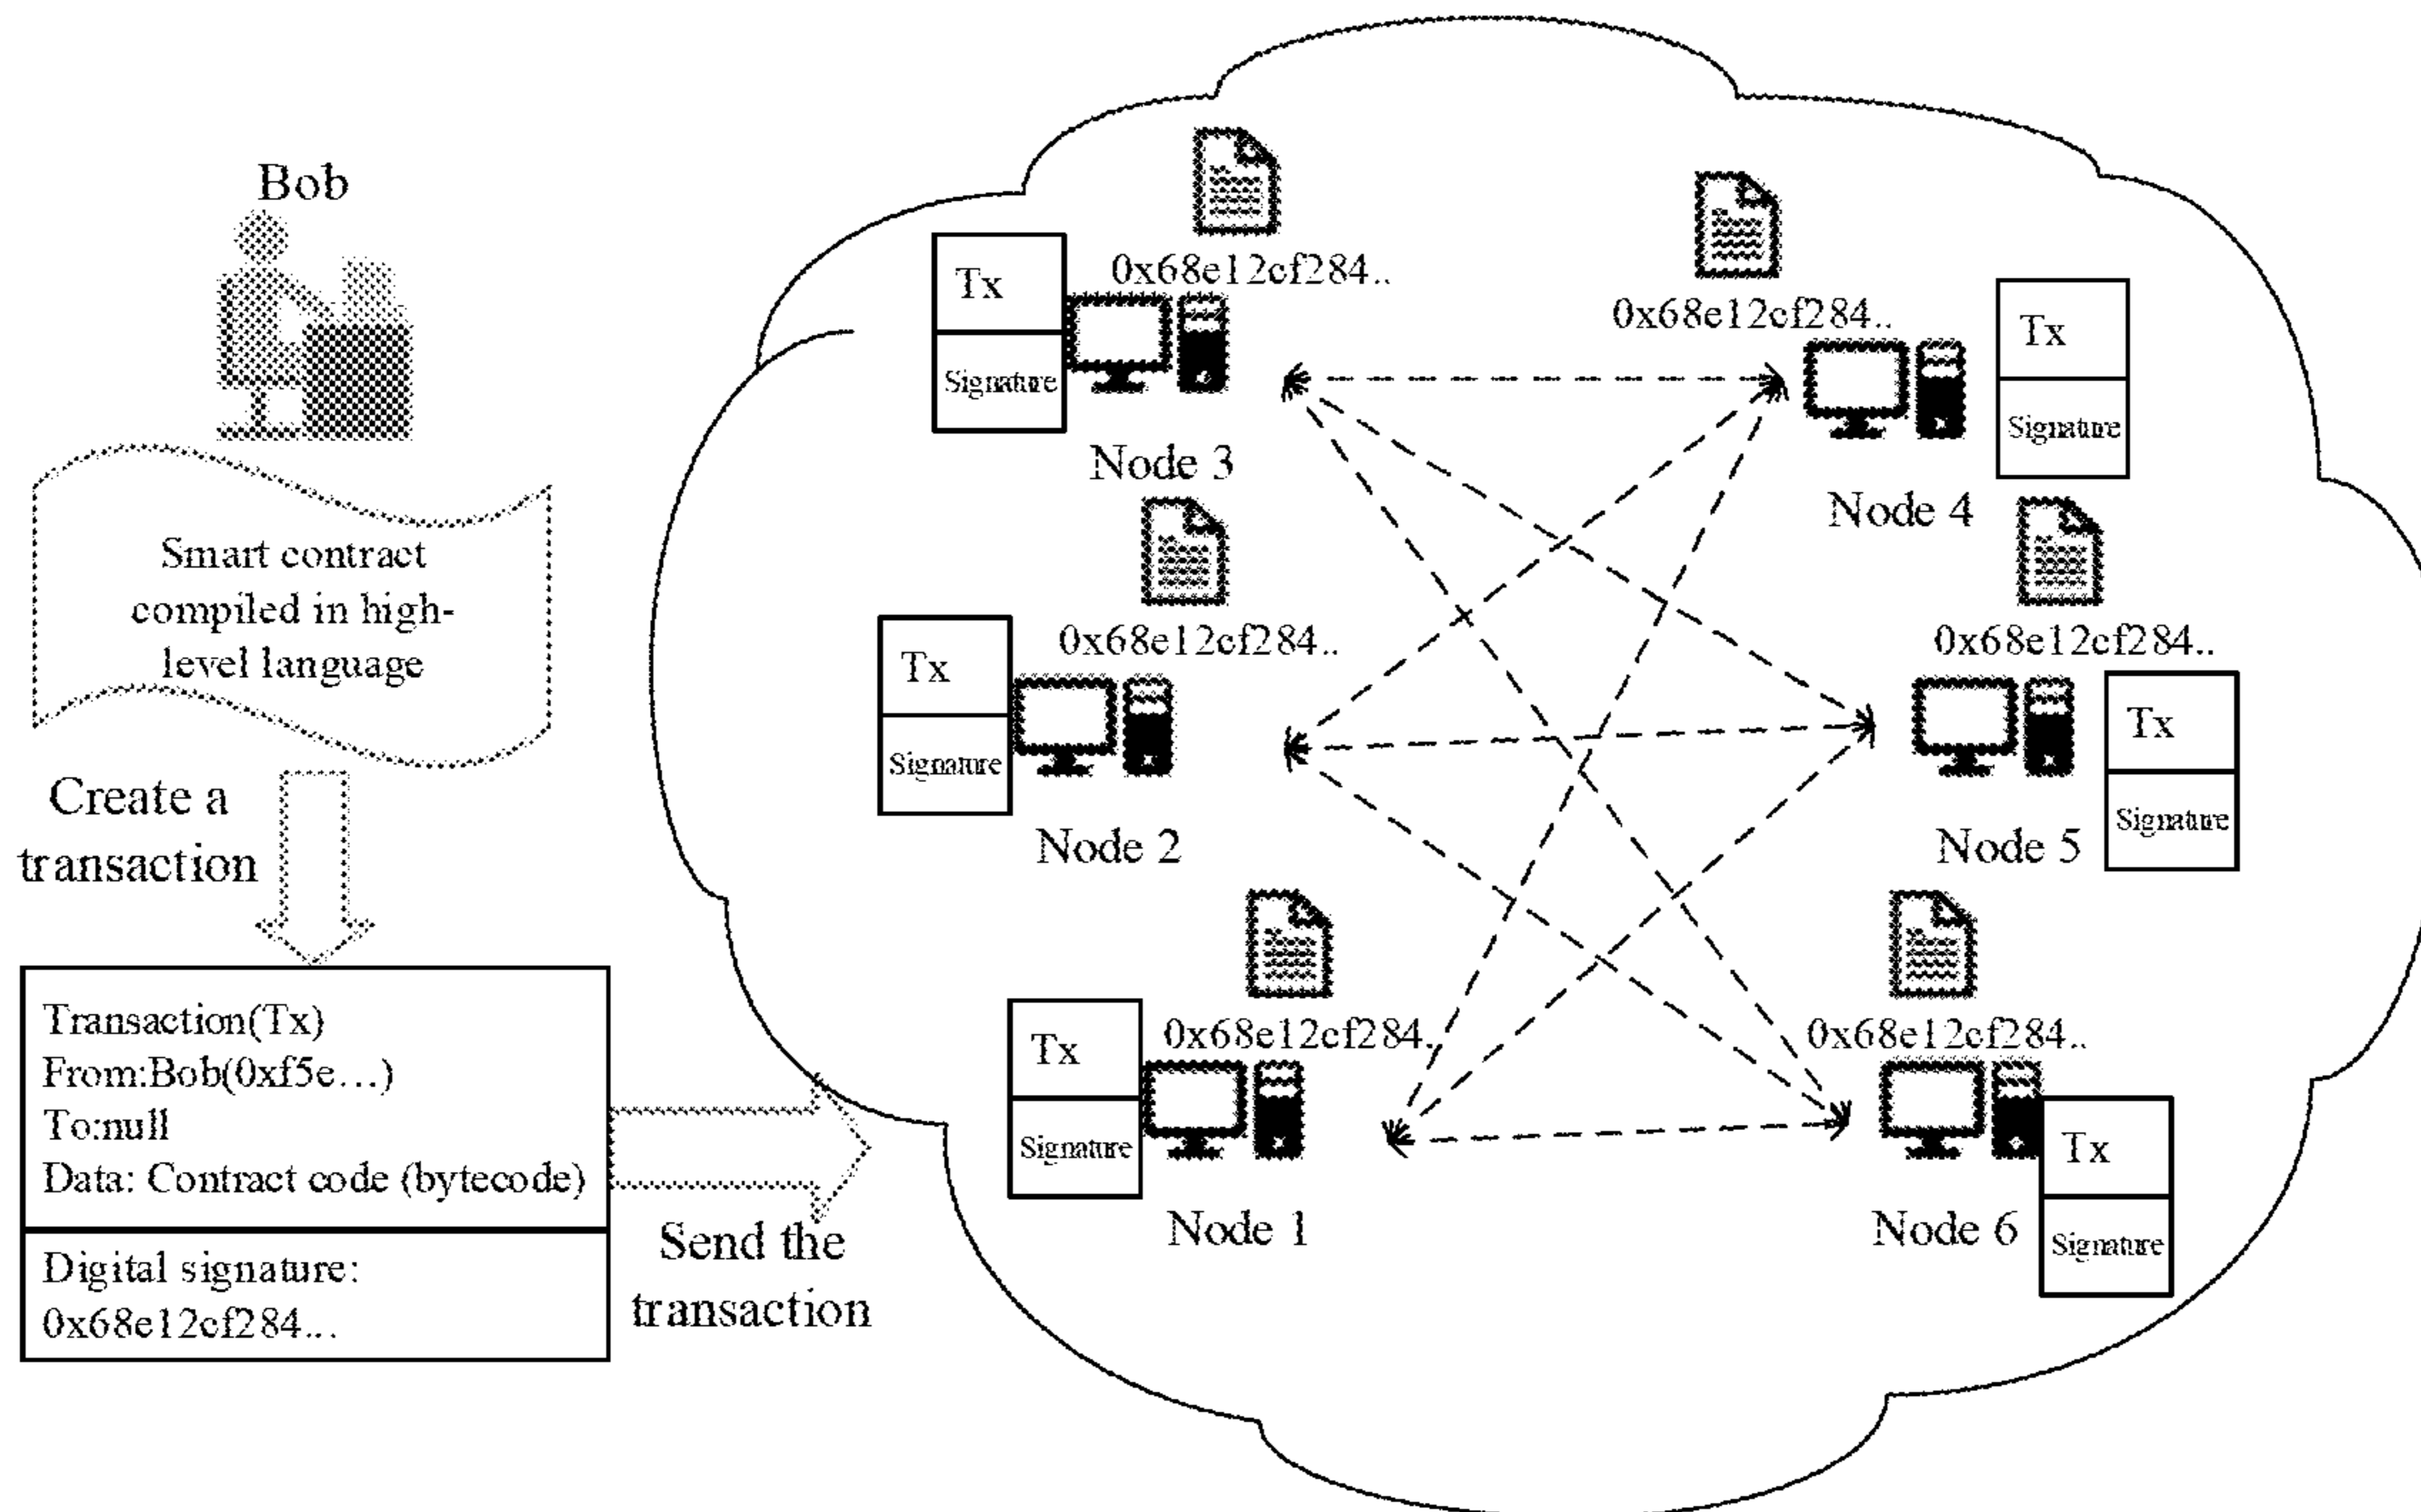 Bob
Smart contract
compiled in high-
level language
Create a
transaction
Transaction(Tx)
From:Bob(0xf5e...)
To:null
Data: Contract code (bytecode)
Digital signature:
0x68e12cf284...
Send the
transaction
0x68e12cf284..
Tx
Signature
Node 3
0x68e12cf284..
Tx
Signature
Node 4
0x68e12cf284..
Tx
Signature
Node 2
0x68e12cf284..
Tx
Signature
Node 5
0x68e12cf284..
Tx
Signature
Node 1
0x68e12cf284..
Tx
Signature
Node 6